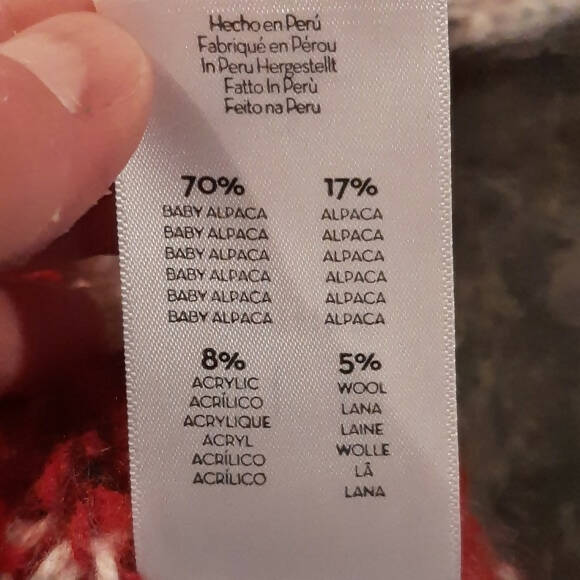 Hecho en Perú
Fabriqué en Pérou
In Peru Hergestellt
Fatto In Perù
Feito na Peru
70% 17%
BABY ALPACA ALPACA
BABY ALPACA ALPACA
BABY ALPACA ALPACA
BABY ALPACA ALPACA
BABY ALPACA ALPACA
BABY ALPACA ALPACA
8% 5%
ACRYLIC WOOL
ACRÍLICO LANA
ACRYLIQUE LAINE
ACRYL WOLLE
ACRÍLICO LÃ
ACRÍLICO LANA